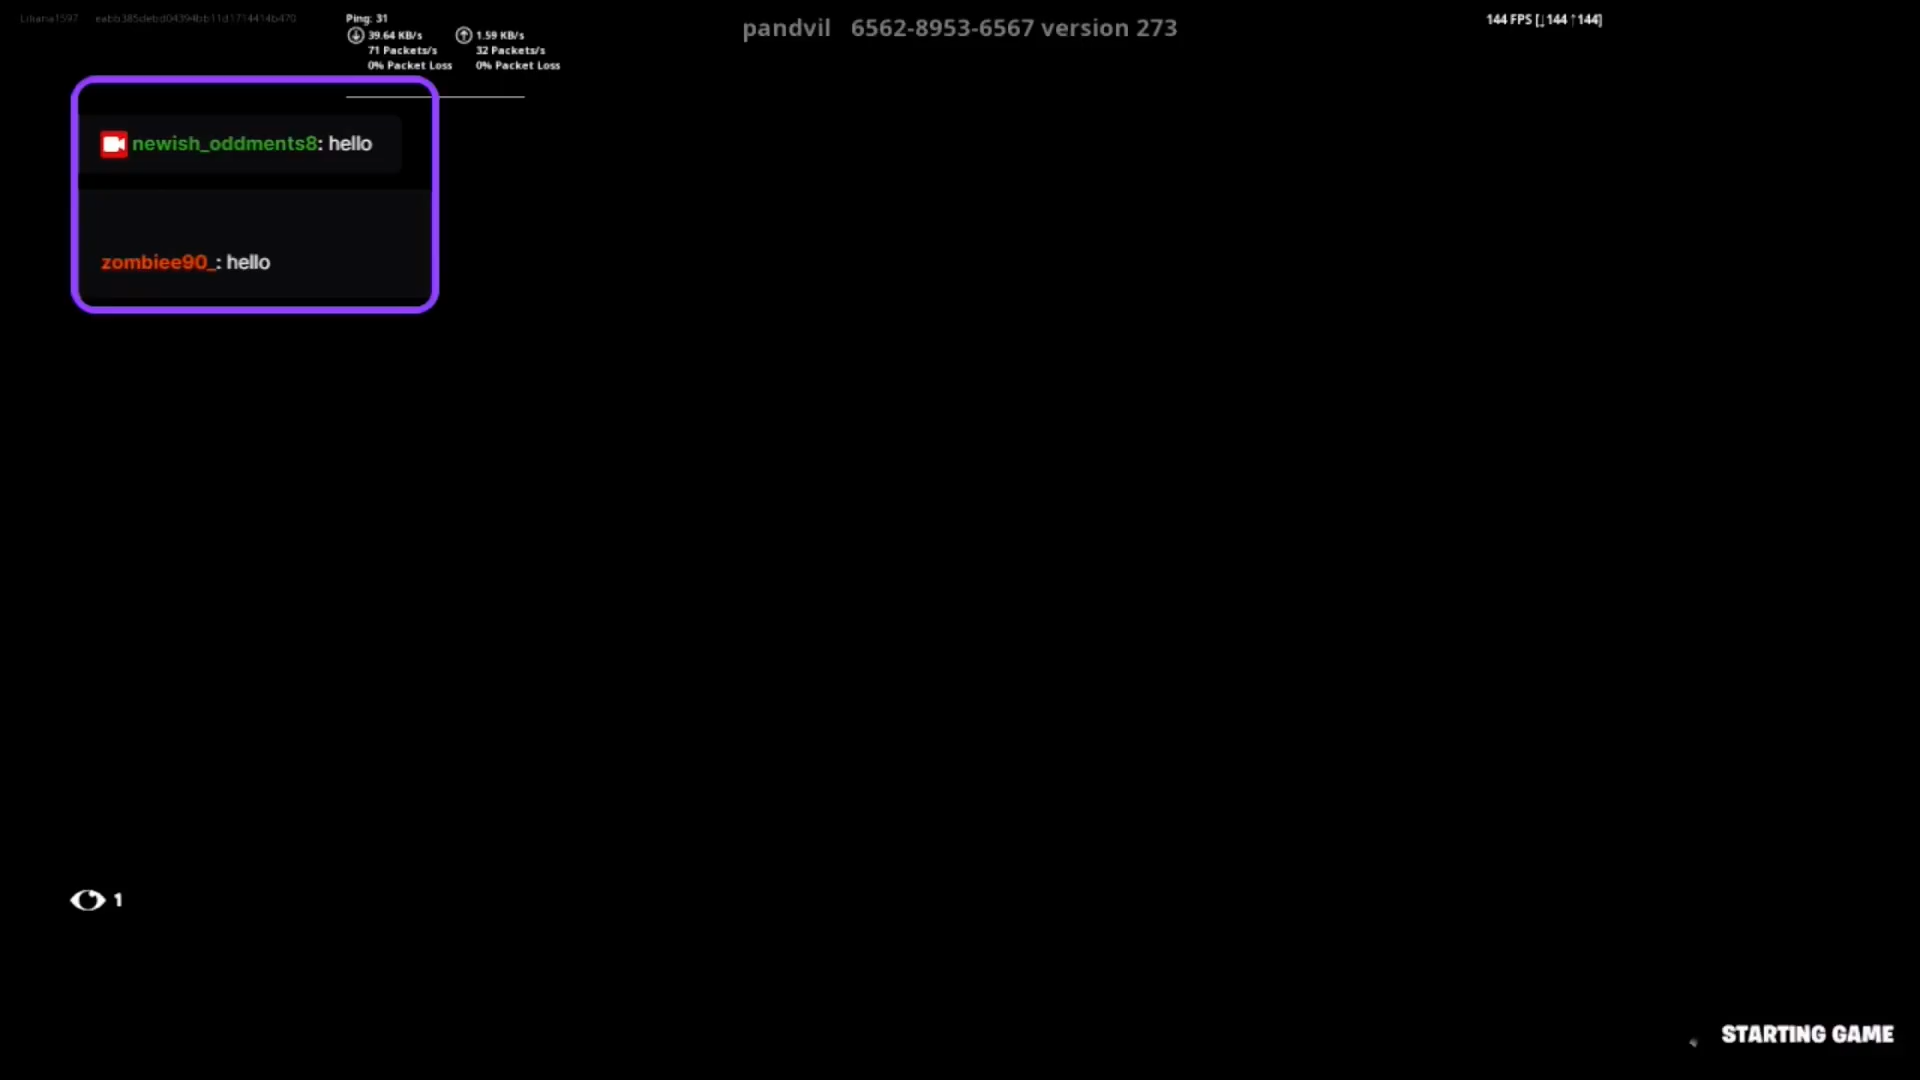 Liliana1597
Ping: 31
39.64 KB/s 1.59 KB/s
71 Packets/s 32 Packets/s
0% Packet Loss 0% Packet Loss
pandvil 6562-8953-6567 version 273
144 FPS [↓144 ↑144]
newish_oddments8: hello
zombiee90_: hello
1
STARTING GAME